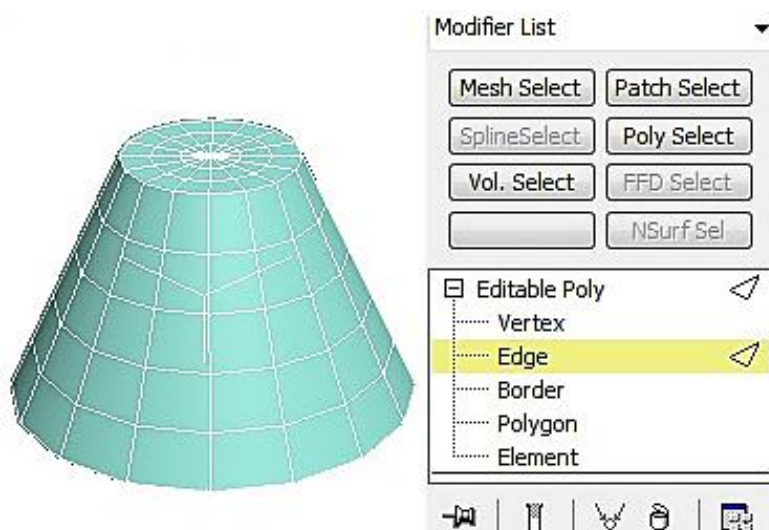 Modifier List
Mesh Select Patch Select
SplineSelect Poly Select
Vol. Select FFD Select
NSurf Sel
Editable Poly
Vertex
Edge
Border
Polygon
Element